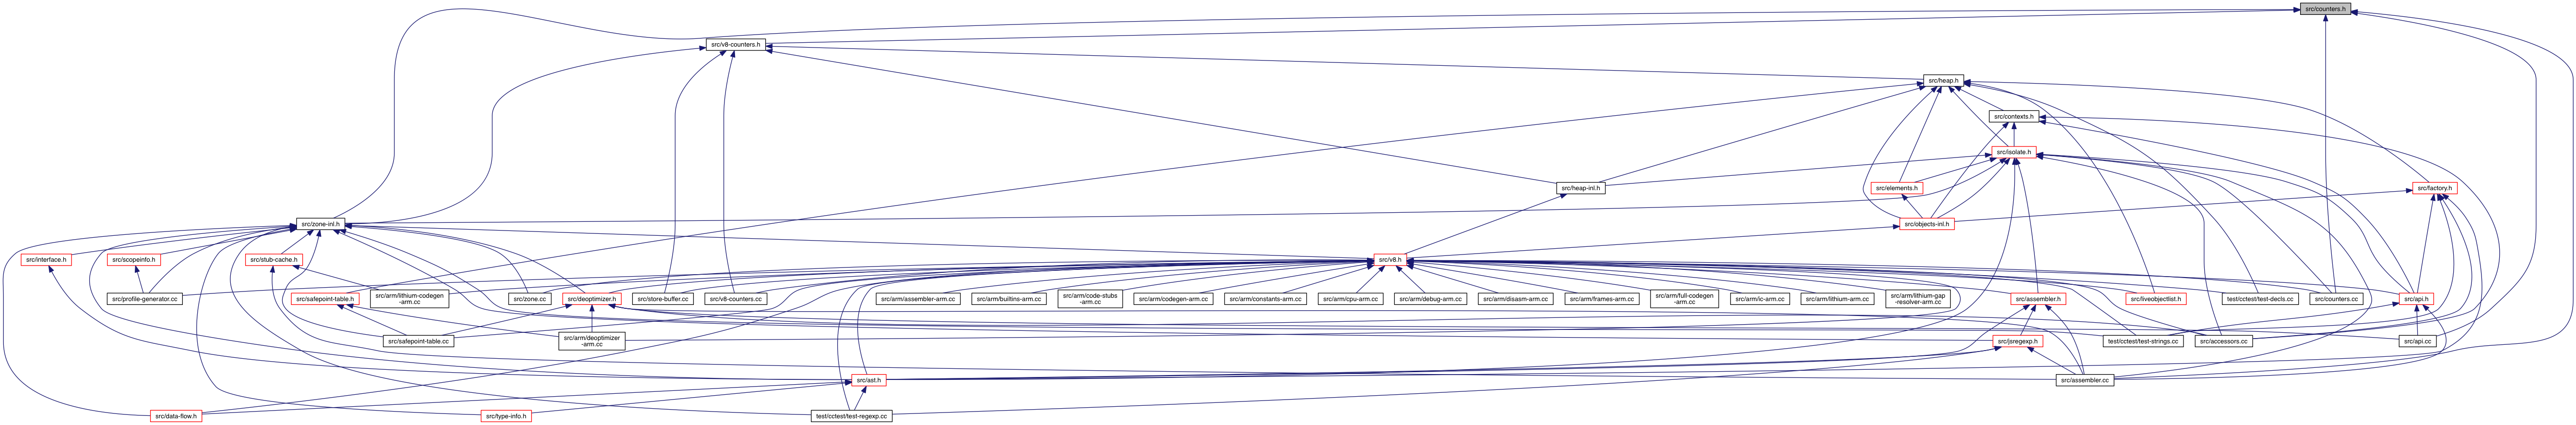 src/counters.h
src/v8-counters.h
src/heap.h
src/contexts.h
src/isolate.h
src/heap-inl.h
src/elements.h
src/factory.h
src/zone-inl.h
src/objects-inl.h
src/interface.h
src/scopeinfo.h
src/stub-cache.h
src/v8.h
src/profile-generator.cc
src/safepoint-table.h
src/arm/lithium-codegen
-arm.cc
src/zone.cc
src/deoptimizer.h
src/store-buffer.cc
src/v8-counters.cc
src/arm/assembler-arm.cc
src/arm/builtins-arm.cc
src/arm/code-stubs
-arm.cc
src/arm/codegen-arm.cc
src/arm/constants-arm.cc
src/arm/cpu-arm.cc
src/arm/debug-arm.cc
src/arm/disasm-arm.cc
src/arm/frames-arm.cc
src/arm/full-codegen
-arm.cc
src/arm/ic-arm.cc
src/arm/lithium-arm.cc
src/arm/lithium-gap
-resolver-arm.cc
src/assembler.h
src/liveobjectlist.h
test/cctest/test-decls.cc
src/counters.cc
src/api.h
src/safepoint-table.cc
src/arm/deoptimizer
-arm.cc
src/jsregexp.h
test/cctest/test-strings.cc
src/accessors.cc
src/api.cc
src/ast.h
src/assembler.cc
src/data-flow.h
src/type-info.h
test/cctest/test-regexp.cc